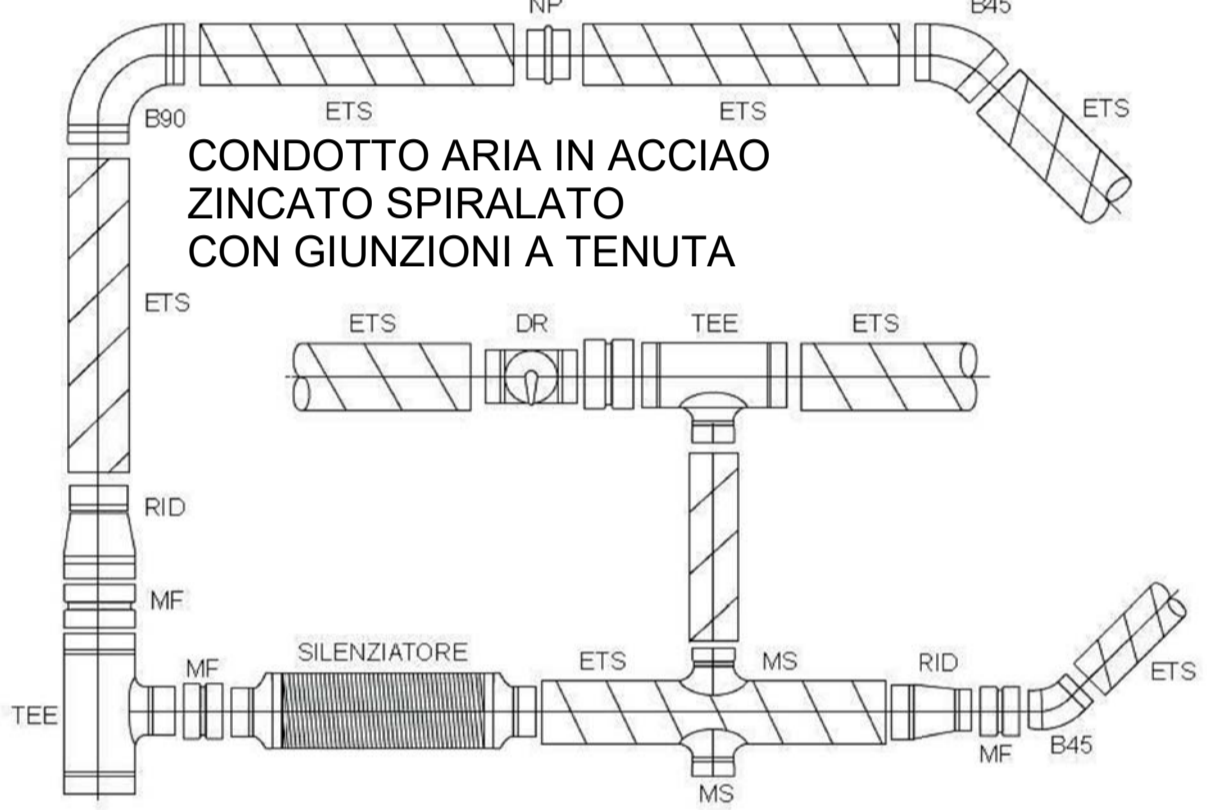 NP
B45
ETS
ETS
ETS
B90
CONDOTTO ARIA IN ACCIAO
ZINCATO SPIRALATO
CON GIUNZIONI A TENUTA
ETS
ETS
DR
TEE
ETS
RID
MF
SILENZIATORE
MF
ETS
MS
RID
ETS
TEE
B45
MF
MS